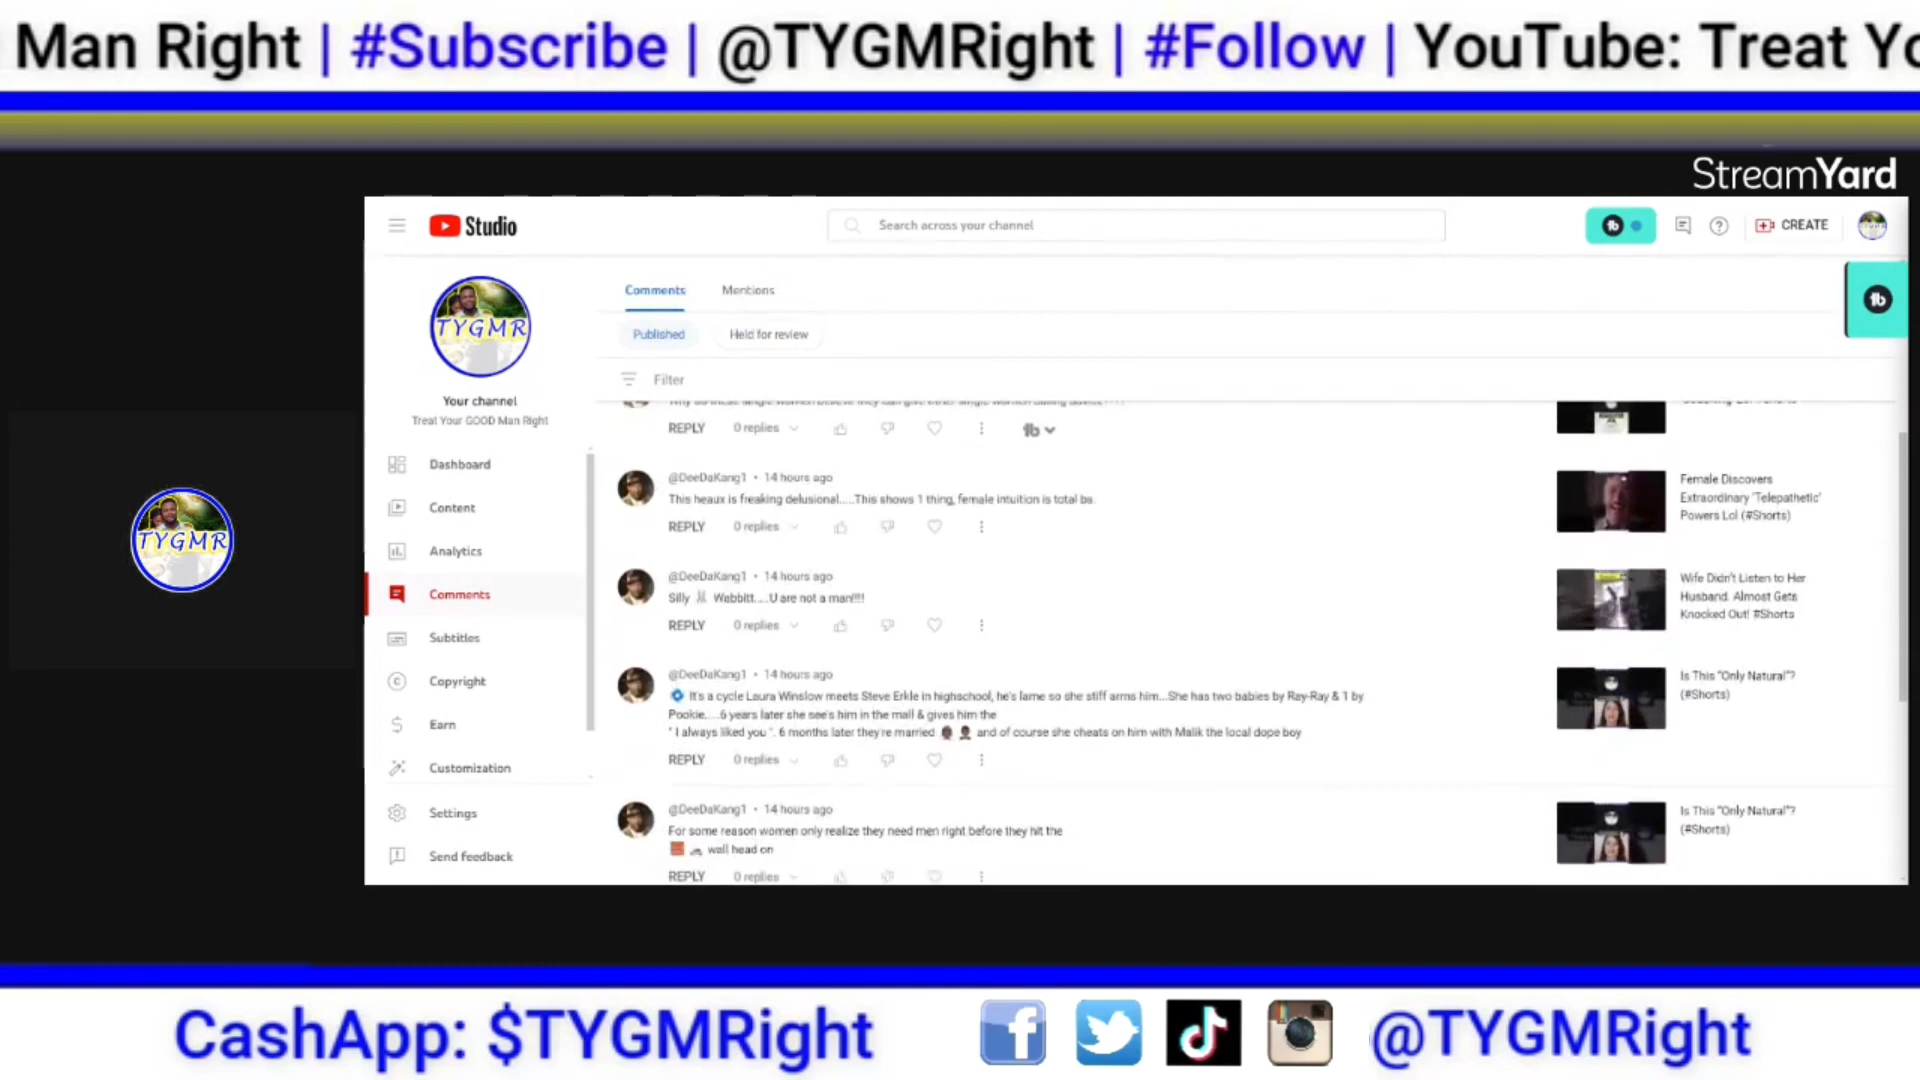 Man Right | #Subscribe | @TYGMRight | #Follow | YouTube: Treat Yo
StreamYard
Studio
Search across your channel
CREATE
TYGMR
Your channel
Treat Your GOOD Man Right
Dashboard
Content
Analytics
Comments
Subtitles
Copyright
Earn
Customization
Settings
Send feedback
TYGMR
Comments
Mentions
Published
Held for review
Filter
REPLY 0 replies
@DeeDaKang1 • 14 hours ago
This heaux is freaking delusional.....This shows 1 thing, female intuition is total bs.
REPLY 0 replies
Female Discovers
Extraordinary 'Telepathetic'
Powers Lol (#Shorts)
@DeeDaKang1 • 14 hours ago
Silly 🐰 Wabbitt....U are not a man!!!!
REPLY 0 replies
Wife Didn't Listen to Her
Husband. Almost Gets
Knocked Out! #Shorts
@DeeDaKang1 • 14 hours ago
💠 It's a cycle Laura Winslow meets Steve Erkle in highschool, he's lame so she stiff arms him...She has two babies by Ray-Ray & 1 by
Pookie.....6 years later she see's him in the mall & gives him the
" I always liked you ". 6 months later they're married and of course she cheats on him with Malik the local dope boy
REPLY 0 replies
Is This "Only Natural"?
(#Shorts)
@DeeDaKang1 • 14 hours ago
For some reason women only realize they need men right before they hit the
🧱 🚗 wall head on
REPLY 0 replies
Is This "Only Natural"?
(#Shorts)
CashApp: $TYGMRight
@TYGMRight